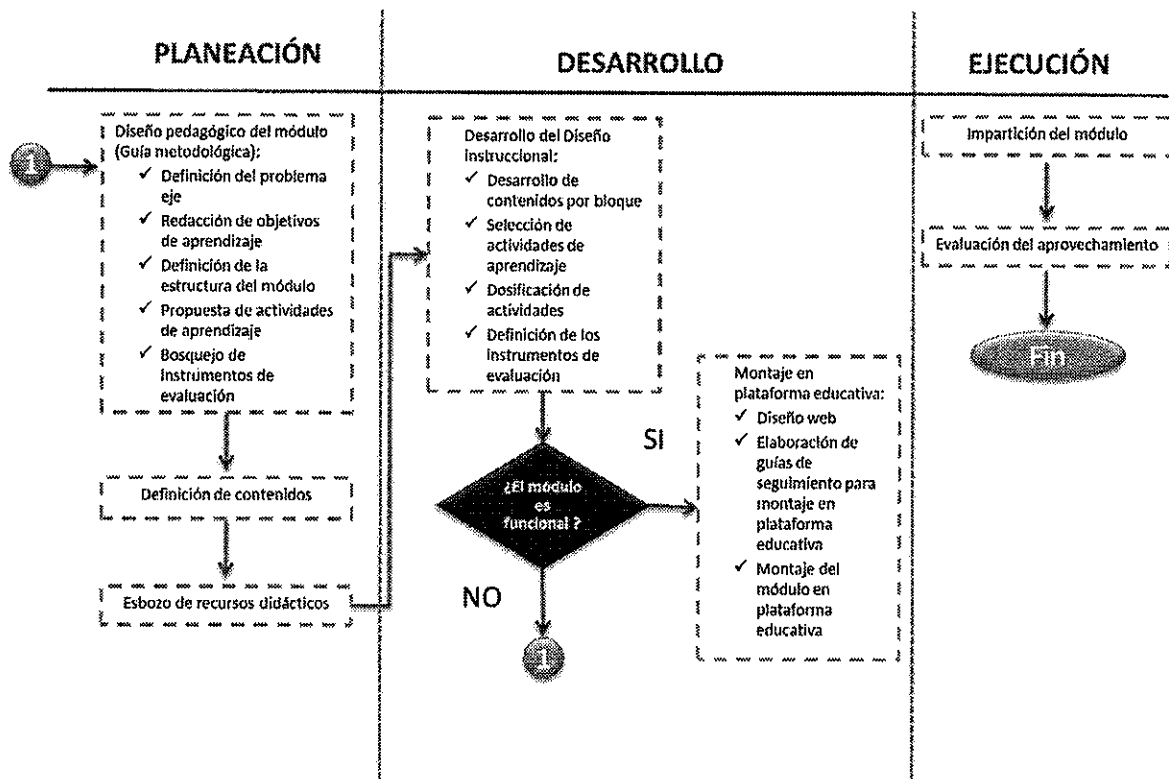 PLANEACIÓN
DESARROLLO
EJECUCIÓN
1
Diseño pedagógico del módulo
(Guía metodológica):
✓ Definición del problema
eje
✓ Redacción de objetivos
de aprendizaje
✓ Definición de la
estructura del módulo
✓ Propuesta de actividades
de aprendizaje
✓ Bosquejo de
Instrumentos de
evaluación
Definición de contenidos
Esbozo de recursos didácticos
Desarrollo del Diseño
Instruccional:
✓ Desarrollo de
contenidos por bloque
✓ Selección de
actividades de
aprendizaje
✓ Dosificación de
actividades
✓ Definición de los
Instrumentos de
evaluación
¿El módulo
es
funcional ?
SI
NO
1
Montaje en
plataforma educativa:
✓ Diseño web
✓ Elaboración de
guías de
seguimiento para
montaje en
plataforma
educativa
✓ Montaje del
módulo en
plataforma
educativa
Impartición del módulo
Evaluación del aprovechamiento
Fin